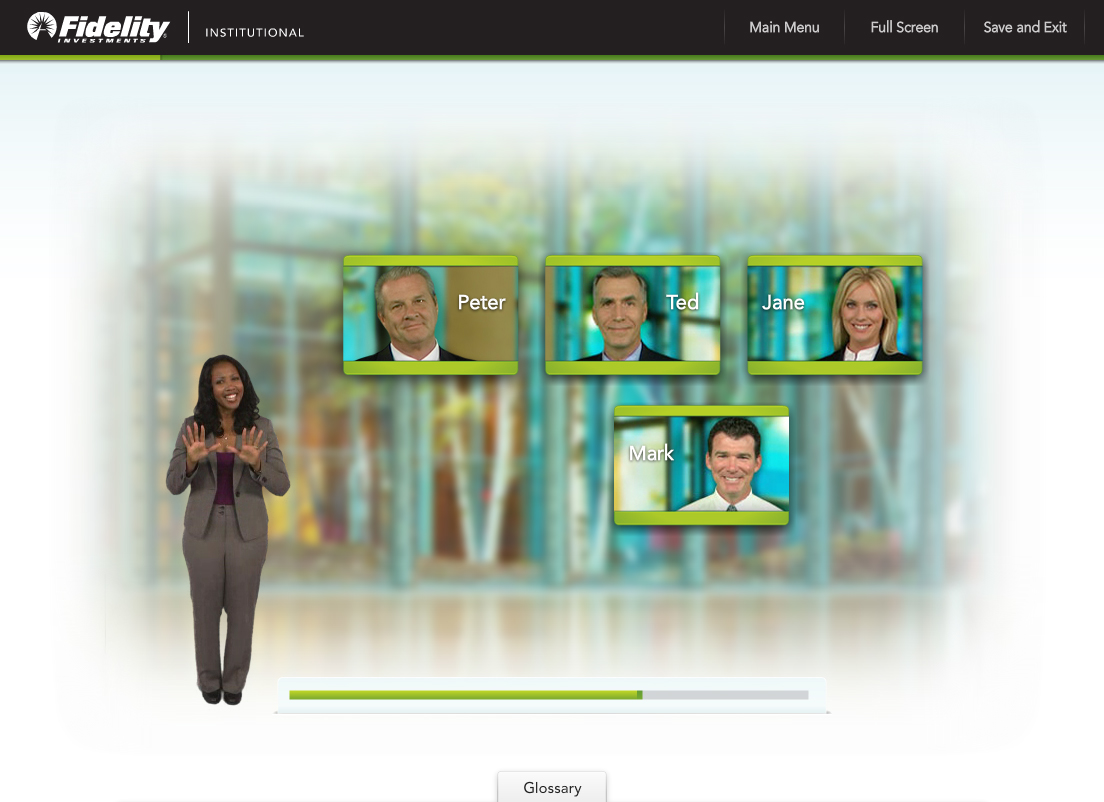 Fidelity
INVESTMENTS®
INSTITUTIONAL
Main Menu
Full Screen
Save and Exit
Peter
Ted
Jane
Mark
Glossary